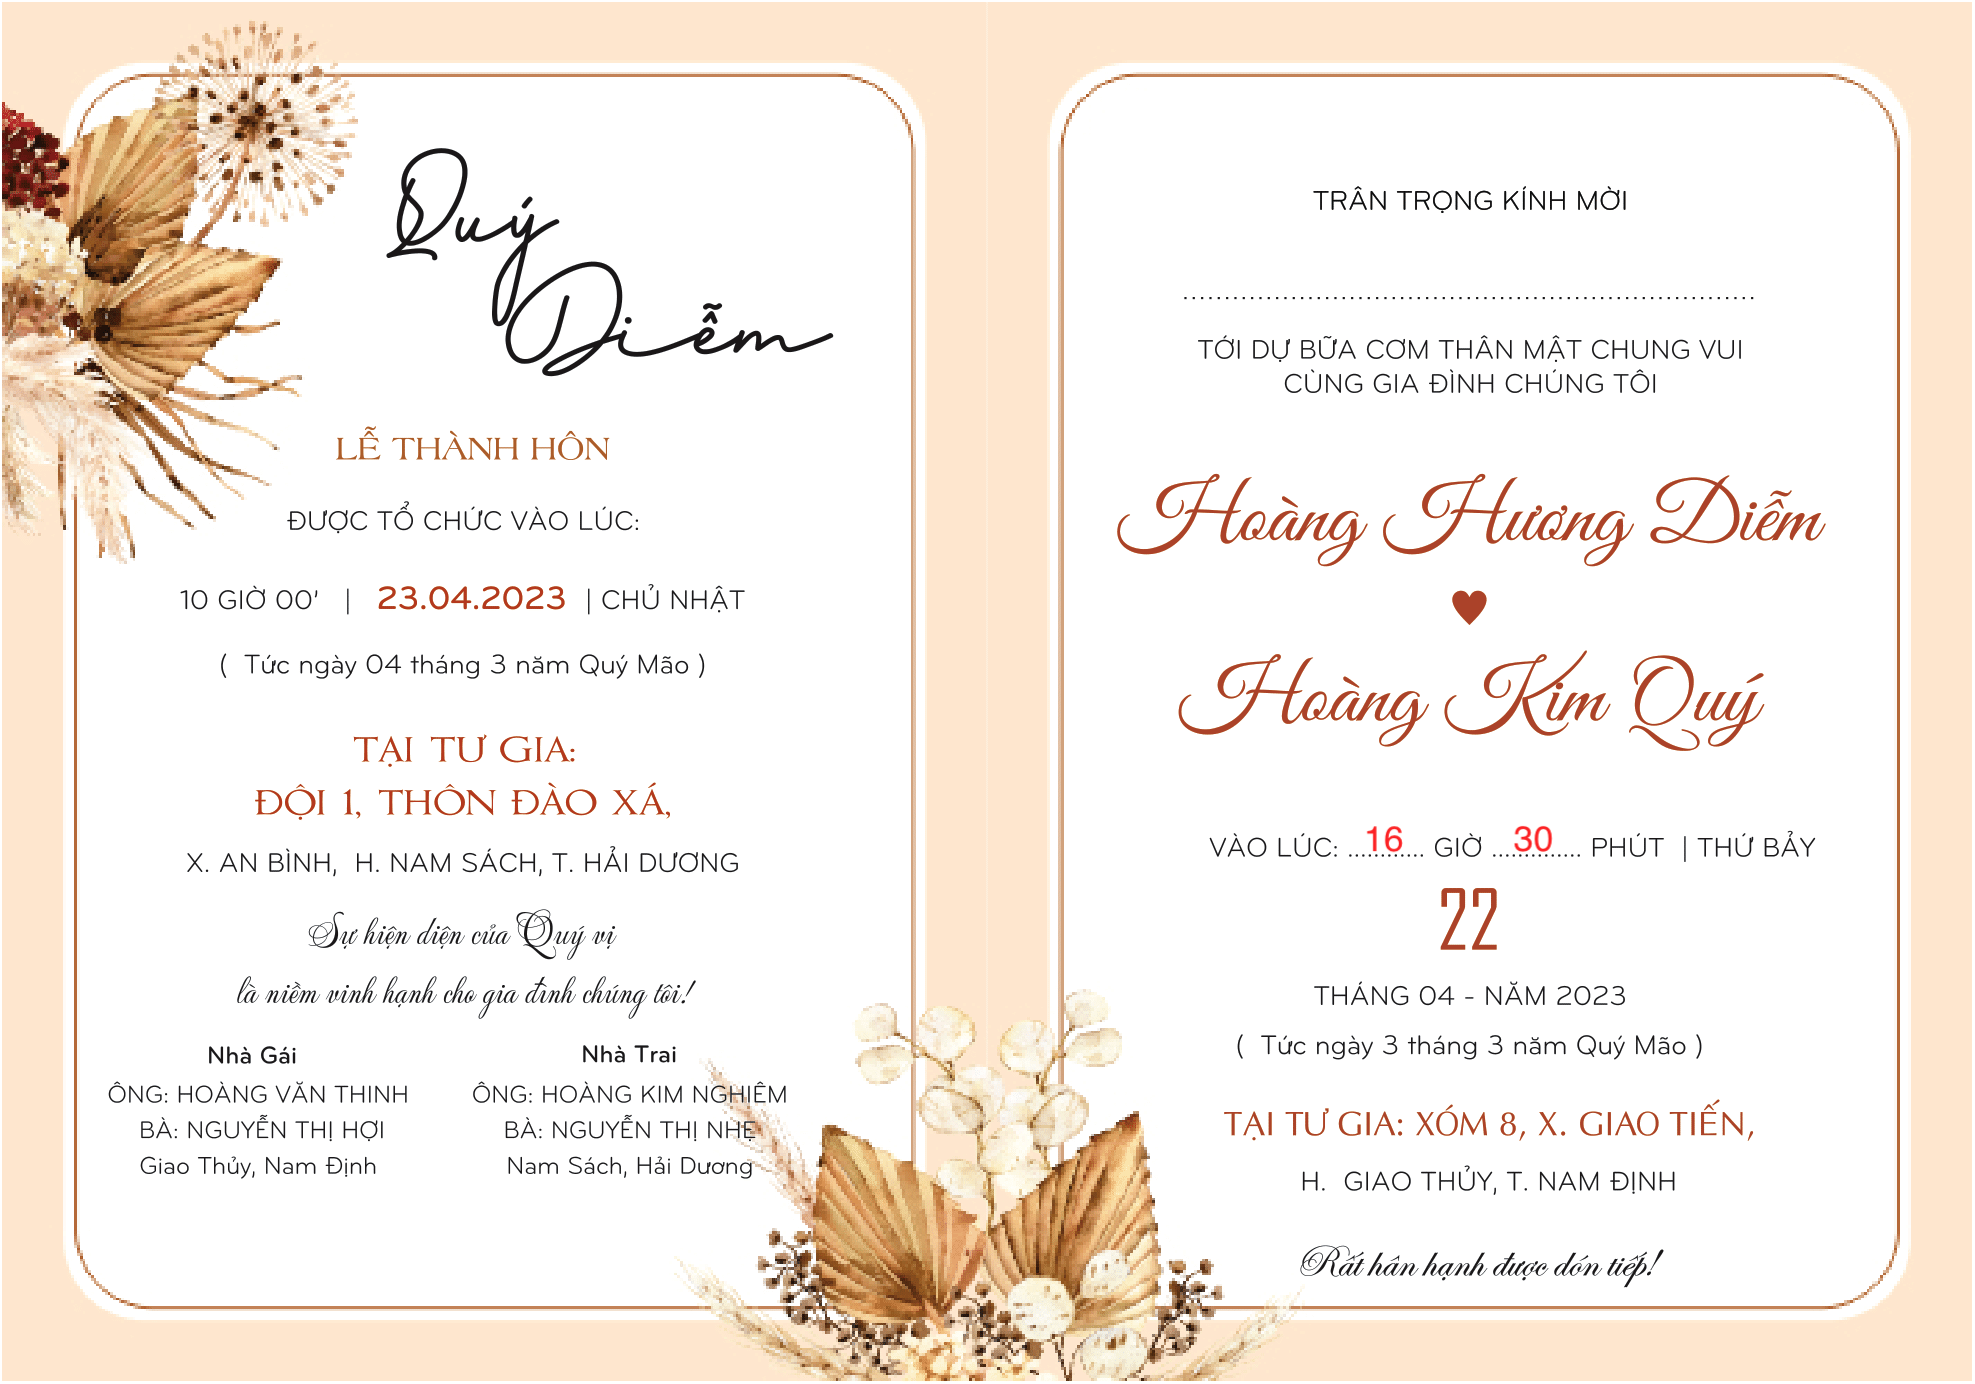 Quý
Diễm
LỄ THÀNH HÔN
ĐƯỢC TỔ CHỨC VÀO LÚC:
10 GIỜ 00' | 23.04.2023 | CHỦ NHẬT
( Tức ngày 04 tháng 3 năm Quý Mão )
TẠI TƯ GIA:
ĐỘI 1, THÔN ĐÀO XÁ,
X. AN BÌNH, H. NAM SÁCH, T. HẢI DƯƠNG
Sự hiện diện của Quý vị
là niềm vinh hạnh cho gia đình chúng tôi!
Nhà Gái
ÔNG: HOÀNG VĂN THINH
BÀ: NGUYỄN THỊ HỢI
Giao Thủy, Nam Định
Nhà Trai
ÔNG: HOÀNG KIM NGHIÊM
BÀ: NGUYỄN THỊ NHẸ
Nam Sách, Hải Dương
TRÂN TRỌNG KÍNH MỜI
......................................................................
TỚI DỰ BỮA CƠM THÂN MẬT CHUNG VUI
CÙNG GIA ĐÌNH CHÚNG TÔI
Hoàng Hương Diễm
Hoàng Kim Quý
VÀO LÚC: 16 GIỜ 30 PHÚT | THỨ BẢY
22
THÁNG 04 - NĂM 2023
( Tức ngày 3 tháng 3 năm Quý Mão )
TẠI TƯ GIA: XÓM 8, X. GIAO TIẾN,
H. GIAO THỦY, T. NAM ĐỊNH
Rất hân hạnh được đón tiếp!